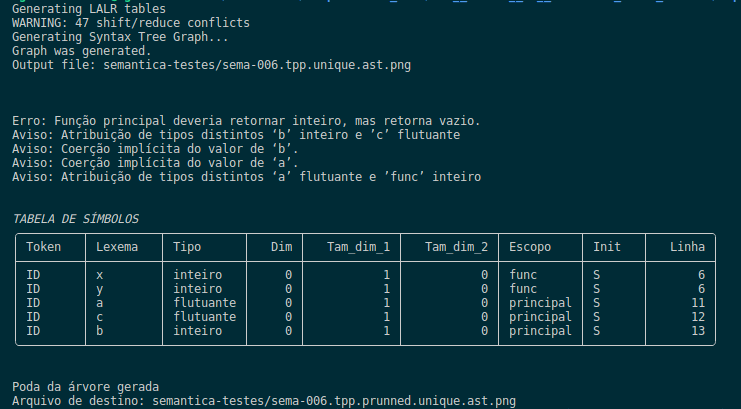 Generating LALR tables
WARNING: 47 shift/reduce conflicts
Generating Syntax Tree Graph...
Graph was generated.
Output file: semantica-testes/sema-006.tpp.unique.ast.png
Erro: Função principal deveria retornar inteiro, mas retorna vazio.
Aviso: Atribuição de tipos distintos ‘b’ inteiro e ’c’ flutuante
Aviso: Coerção implícita do valor de ‘b’.
Aviso: Coerção implícita do valor de ‘a’.
Aviso: Atribuição de tipos distintos ‘a’ flutuante e ’func’ inteiro
TABELA DE SÍMBOLOS
Token Lexema Tipo Dim Tam_dim_1 Tam_dim_2 Escopo Init Linha
ID x inteiro 0 1 0 func S 6
ID y inteiro 0 1 0 func S 6
ID a flutuante 0 1 0 principal S 11
ID c flutuante 0 1 0 principal S 12
ID b inteiro 0 1 0 principal S 13
Poda da árvore gerada
Arquivo de destino: semantica-testes/sema-006.tpp.prunned.unique.ast.png